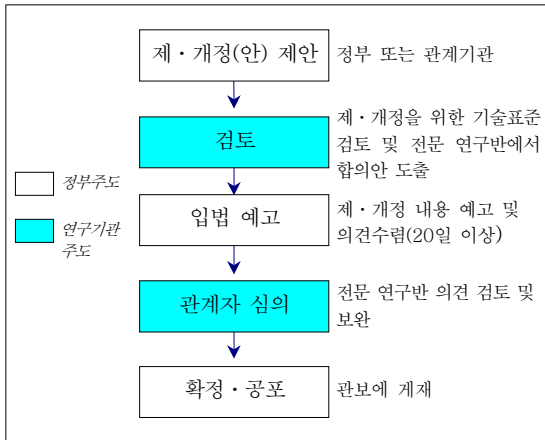 제・개정(안) 제안
정부 또는 관계기관
검토
제・개정을 위한 기술표준
검토 및 전문 연구반에서
합의안 도출
정부주도
연구기관
주도
입법 예고
제・개정 내용 예고 및
의견수렴(20일 이상)
관계자 심의
전문 연구반 의견 검토 및
보완
확정・공포
관보에 게재